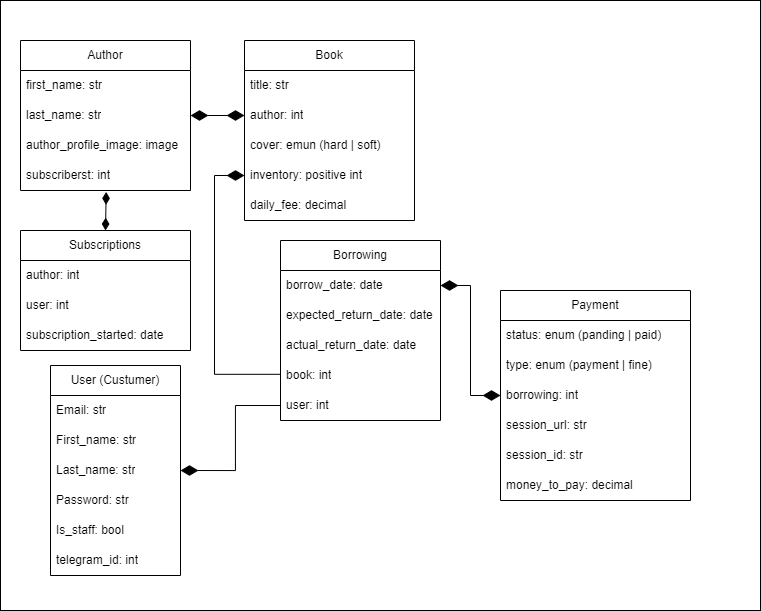 Author
first_name: str
last_name: str
author_profile_image: image
subscriberst: int
Book
title: str
author: int
cover: emun (hard | soft)
inventory: positive int
daily_fee: decimal
Subscriptions
author: int
user: int
subscription_started: date
Borrowing
borrow_date: date
expected_return_date: date
actual_return_date: date
book: int
user: int
Payment
status: enum (panding | paid)
type: enum (payment | fine)
borrowing: int
session_url: str
session_id: str
money_to_pay: decimal
User (Custumer)
Email: str
First_name: str
Last_name: str
Password: str
Is_staff: bool
telegram_id: int